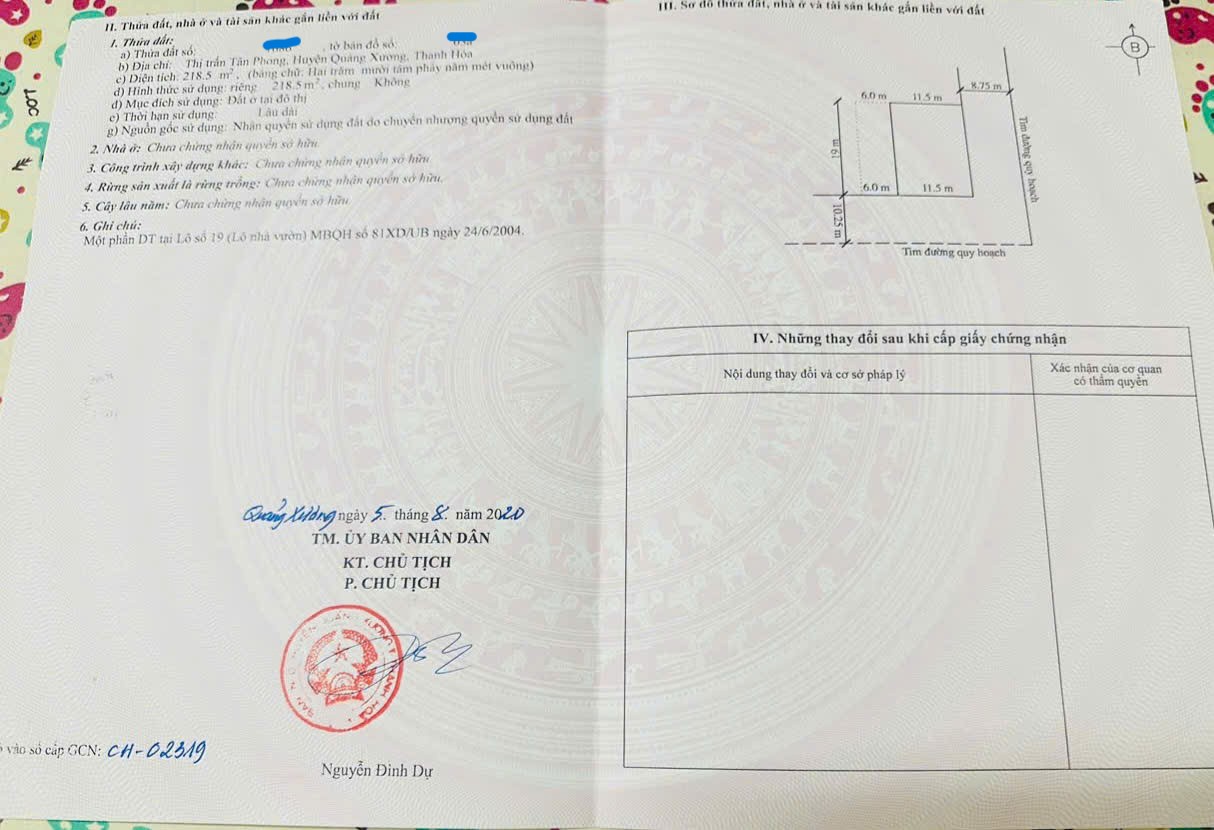 II. Thửa đất, nhà ở và tài sản khác gắn liền với đất
1. Thửa đất:
a) Thửa đất số: , tờ bản đồ số:
b) Địa chỉ: Thị trấn Tân Phong, Huyện Quảng Xương, Thanh Hóa
c) Diện tích: 218.5 m², (bằng chữ: Hai trăm mười tám phảy năm mét vuông)
d) Hình thức sử dụng: riêng 218.5 m², chung Không
đ) Mục đích sử dụng: Đất ở tại đô thị
e) Thời hạn sử dụng: Lâu dài
g) Nguồn gốc sử dụng: Nhận quyền sử dụng đất do chuyển nhượng quyền sử dụng đất
2. Nhà ở: Chưa chứng nhận quyền sở hữu
3. Công trình xây dựng khác: Chưa chứng nhận quyền sở hữu
4. Rừng sản xuất là rừng trồng: Chưa chứng nhận quyền sở hữu.
5. Cây lâu năm: Chưa chứng nhận quyền sở hữu
6. Ghi chú:
Một phần DT tại Lô số 19 (Lô nhà vườn) MBQH số 81XD/UB ngày 24/6/2004.
Quảng Xương ngày 5. tháng 8. năm 2020
TM. ỦY BAN NHÂN DÂN
KT. CHỦ TỊCH
P. CHỦ TỊCH
Nguyễn Đình Dự
vào sổ cấp GCN: CH-02319
III. Sơ đồ thửa đất, nhà ở và tài sản khác gắn liền với đất
B
8.75 m
6.0 m 11.5 m
19 m
Tim đường quy hoạch
6.0 m 11.5 m
10.25 m
Tim đường quy hoạch
IV. Những thay đổi sau khi cấp giấy chứng nhận
Nội dung thay đổi và cơ sở pháp lý
Xác nhận của cơ quan
có thẩm quyền